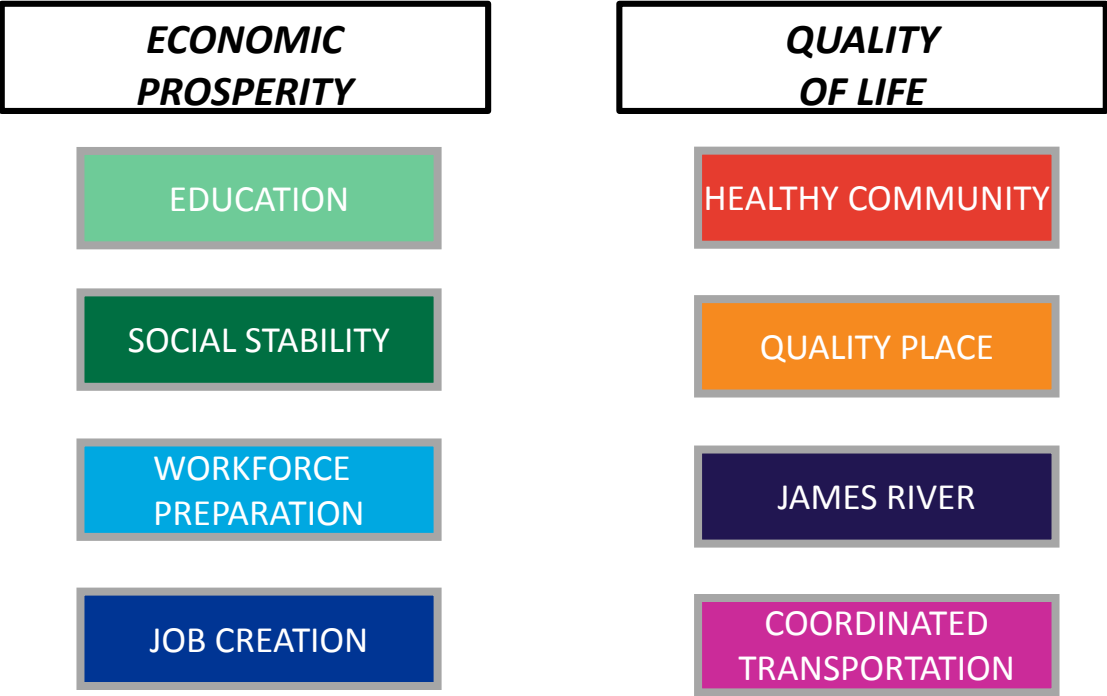 ECONOMIC
PROSPERITY
EDUCATION
SOCIAL STABILITY
WORKFORCE
PREPARATION
JOB CREATION
QUALITY
OF LIFE
HEALTHY COMMUNITY
QUALITY PLACE
JAMES RIVER
COORDINATED
TRANSPORTATION